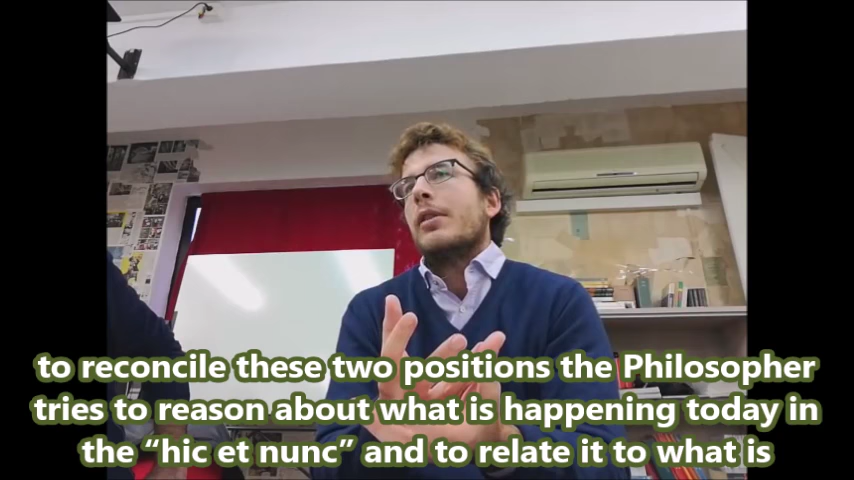 to reconcile these two positions the Philosopher
tries to reason about what is happening today in
the “hic et nunc” and to relate it to what is